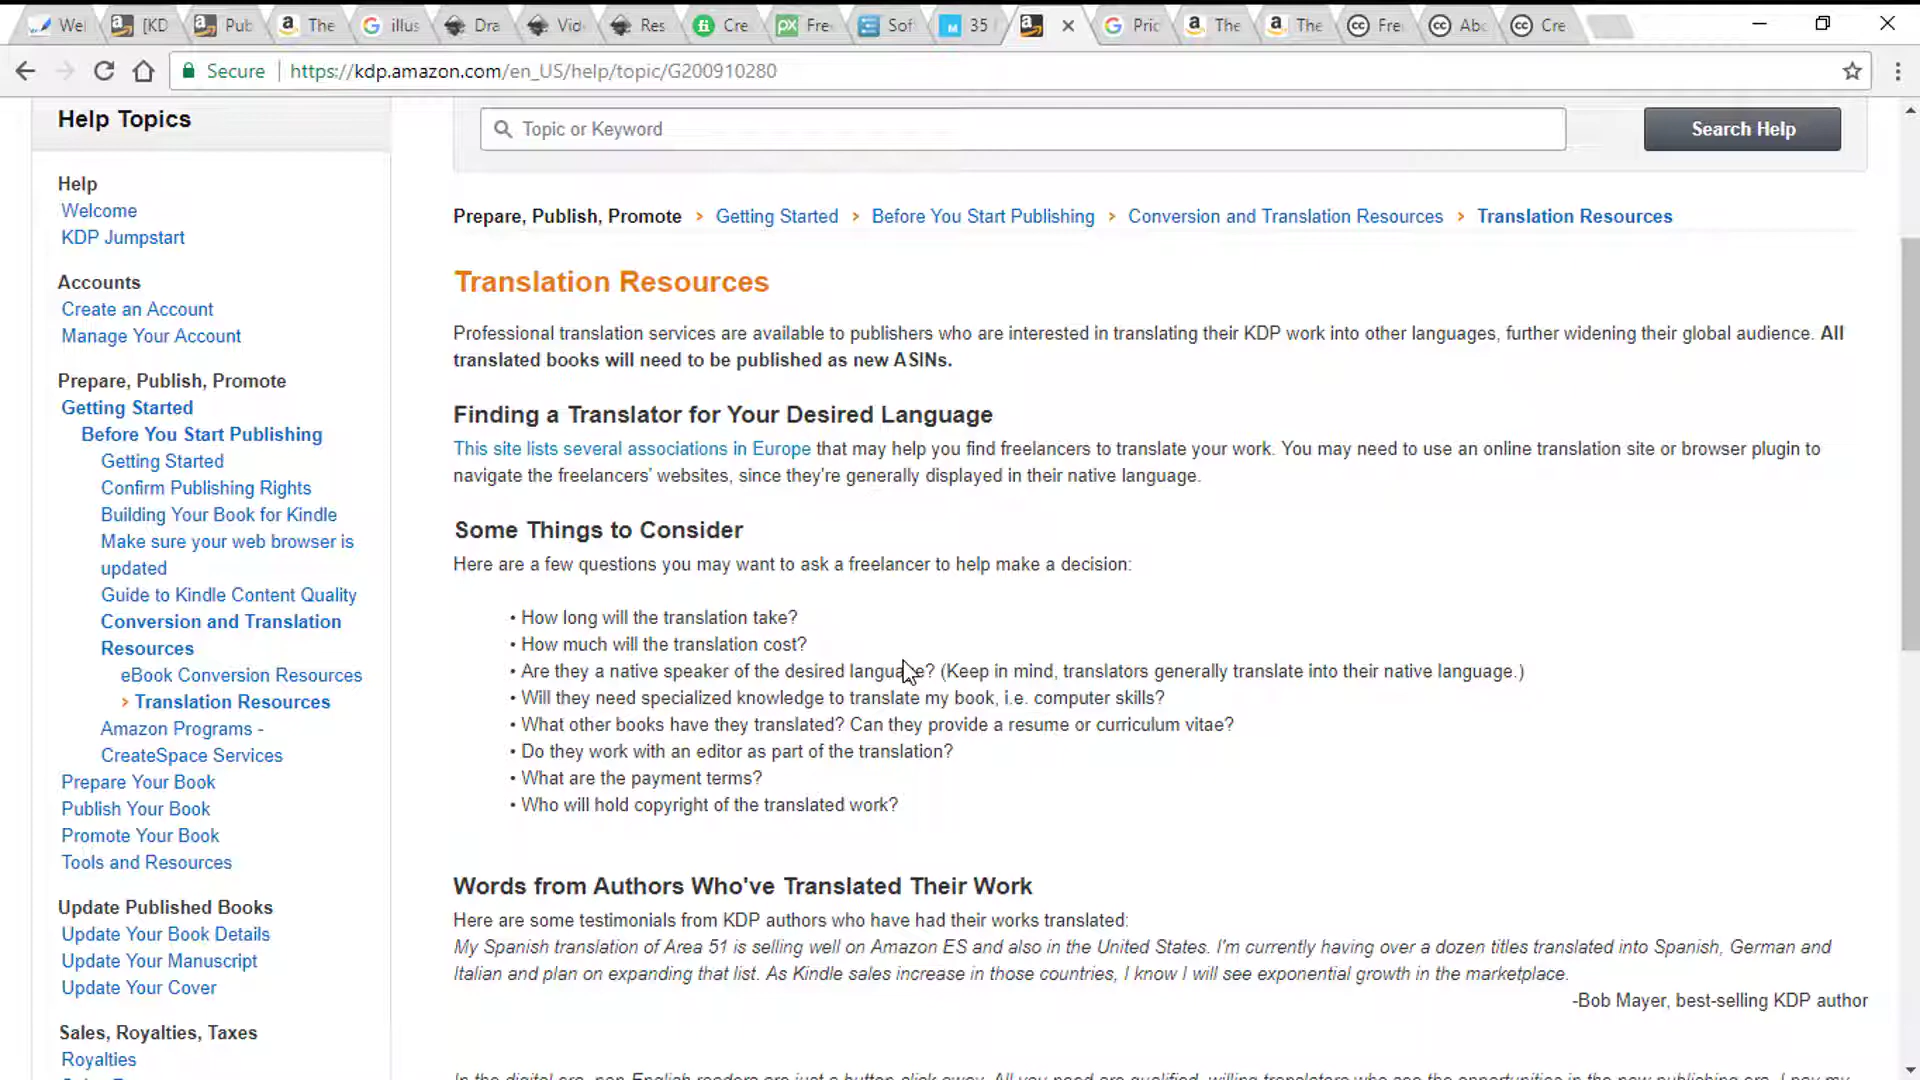 Wel
[KD
Pub
The
illus
Dra
Vid
Res
Cre
Fre
Sof
35
Pric
The
The
Fre
Abo
Cre
Secure
https://kdp.amazon.com/en_US/help/topic/G200910280
Help Topics
Help
Welcome
KDP Jumpstart
Accounts
Create an Account
Manage Your Account
Prepare, Publish, Promote
Getting Started
Before You Start Publishing
Getting Started
Confirm Publishing Rights
Building Your Book for Kindle
Make sure your web browser is
updated
Guide to Kindle Content Quality
Conversion and Translation
Resources
eBook Conversion Resources
› Translation Resources
Amazon Programs -
CreateSpace Services
Prepare Your Book
Publish Your Book
Promote Your Book
Tools and Resources
Update Published Books
Update Your Book Details
Update Your Manuscript
Update Your Cover
Sales, Royalties, Taxes
Royalties
Topic or Keyword
Search Help
Prepare, Publish, Promote › Getting Started › Before You Start Publishing › Conversion and Translation Resources › Translation Resources
Translation Resources
Professional translation services are available to publishers who are interested in translating their KDP work into other languages, further widening their global audience. All
translated books will need to be published as new ASINs.
Finding a Translator for Your Desired Language
This site lists several associations in Europe that may help you find freelancers to translate your work. You may need to use an online translation site or browser plugin to
navigate the freelancers' websites, since they're generally displayed in their native language.
Some Things to Consider
Here are a few questions you may want to ask a freelancer to help make a decision:
• How long will the translation take?
• How much will the translation cost?
• Are they a native speaker of the desired language? (Keep in mind, translators generally translate into their native language.)
• Will they need specialized knowledge to translate my book, i.e. computer skills?
• What other books have they translated? Can they provide a resume or curriculum vitae?
• Do they work with an editor as part of the translation?
• What are the payment terms?
• Who will hold copyright of the translated work?
Words from Authors Who've Translated Their Work
Here are some testimonials from KDP authors who have had their works translated:
My Spanish translation of Area 51 is selling well on Amazon ES and also in the United States. I'm currently having over a dozen titles translated into Spanish, German and
Italian and plan on expanding that list. As Kindle sales increase in those countries, I know I will see exponential growth in the marketplace.
-Bob Mayer, best-selling KDP author